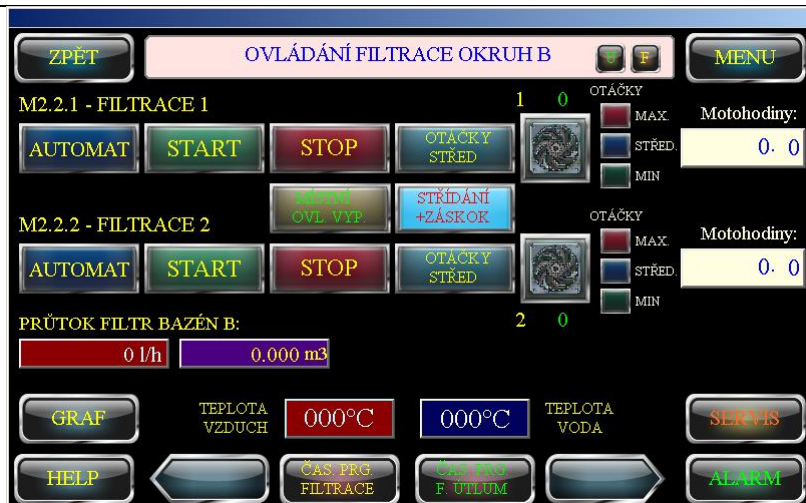 ZPĚT
OVLÁDÁNÍ FILTRACE OKRUH B
U F
MENU
M2.2.1 - FILTRACE 1
1 0
OTÁČKY
MAX.
STŘED.
MIN
Motohodiny:
0. 0
AUTOMAT
START
STOP
OTÁČKY
STŘED
MÍSTNÍ
OVL. VYP.
STŘÍDÁNÍ
+ZÁSKOK
M2.2.2 - FILTRACE 2
OTÁČKY
MAX.
STŘED.
MIN
Motohodiny:
0. 0
AUTOMAT
START
STOP
OTÁČKY
STŘED
PRŮTOK FILTR BAZÉN B:
2 0
0 l/h
0.000 m3
GRAF
TEPLOTA
VZDUCH
000°C
000°C
TEPLOTA
VODA
SERVIS
HELP
ČAS. PRG.
FILTRACE
ČAS. PRG.
F. ÚTLUM
ALARM